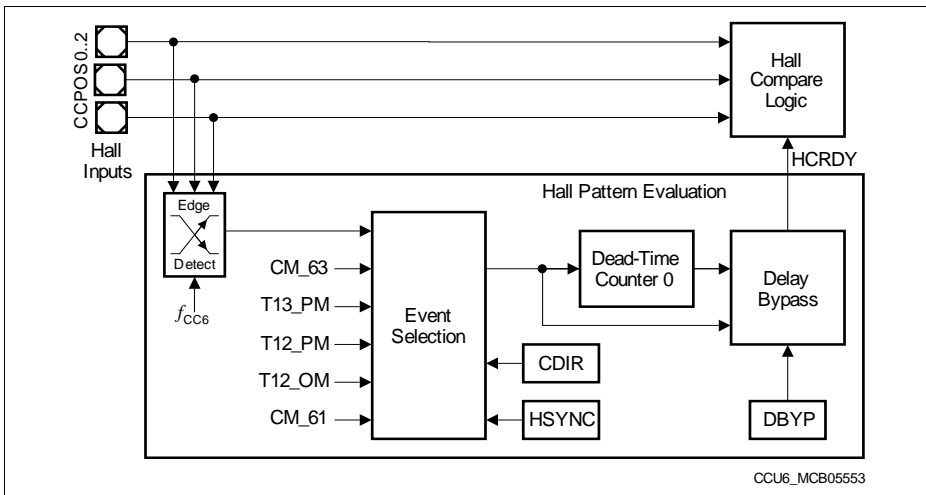 CCPOS0..2
Hall
Inputs
Hall
Compare
Logic
HCRDY
Hall Pattern Evaluation
Edge
Detect
fCC6
CM_63
T13_PM
T12_PM
T12_OM
CM_61
Event
Selection
Dead-Time
Counter 0
Delay
Bypass
CDIR
HSYNC
DBYP
CCU6_MCB05553